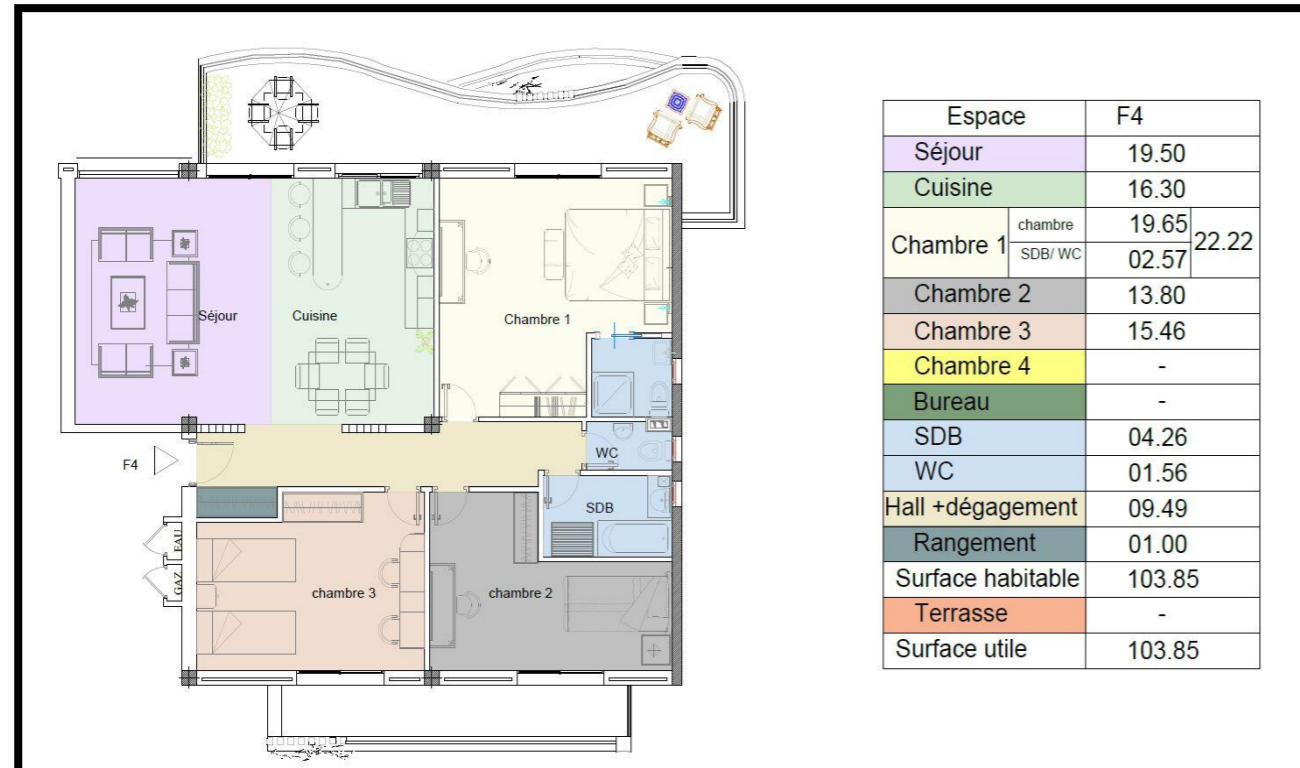 Séjour
Cuisine
Chambre 1
F4
WC
SDB
EAU
GAZ
chambre 3
chambre 2
Espace F4
Séjour 19.50
Cuisine 16.30
Chambre 1 chambre 19.65 22.22
SDB/ WC 02.57
Chambre 2 13.80
Chambre 3 15.46
Chambre 4 -
Bureau -
SDB 04.26
WC 01.56
Hall +dégagement 09.49
Rangement 01.00
Surface habitable 103.85
Terrasse -
Surface utile 103.85